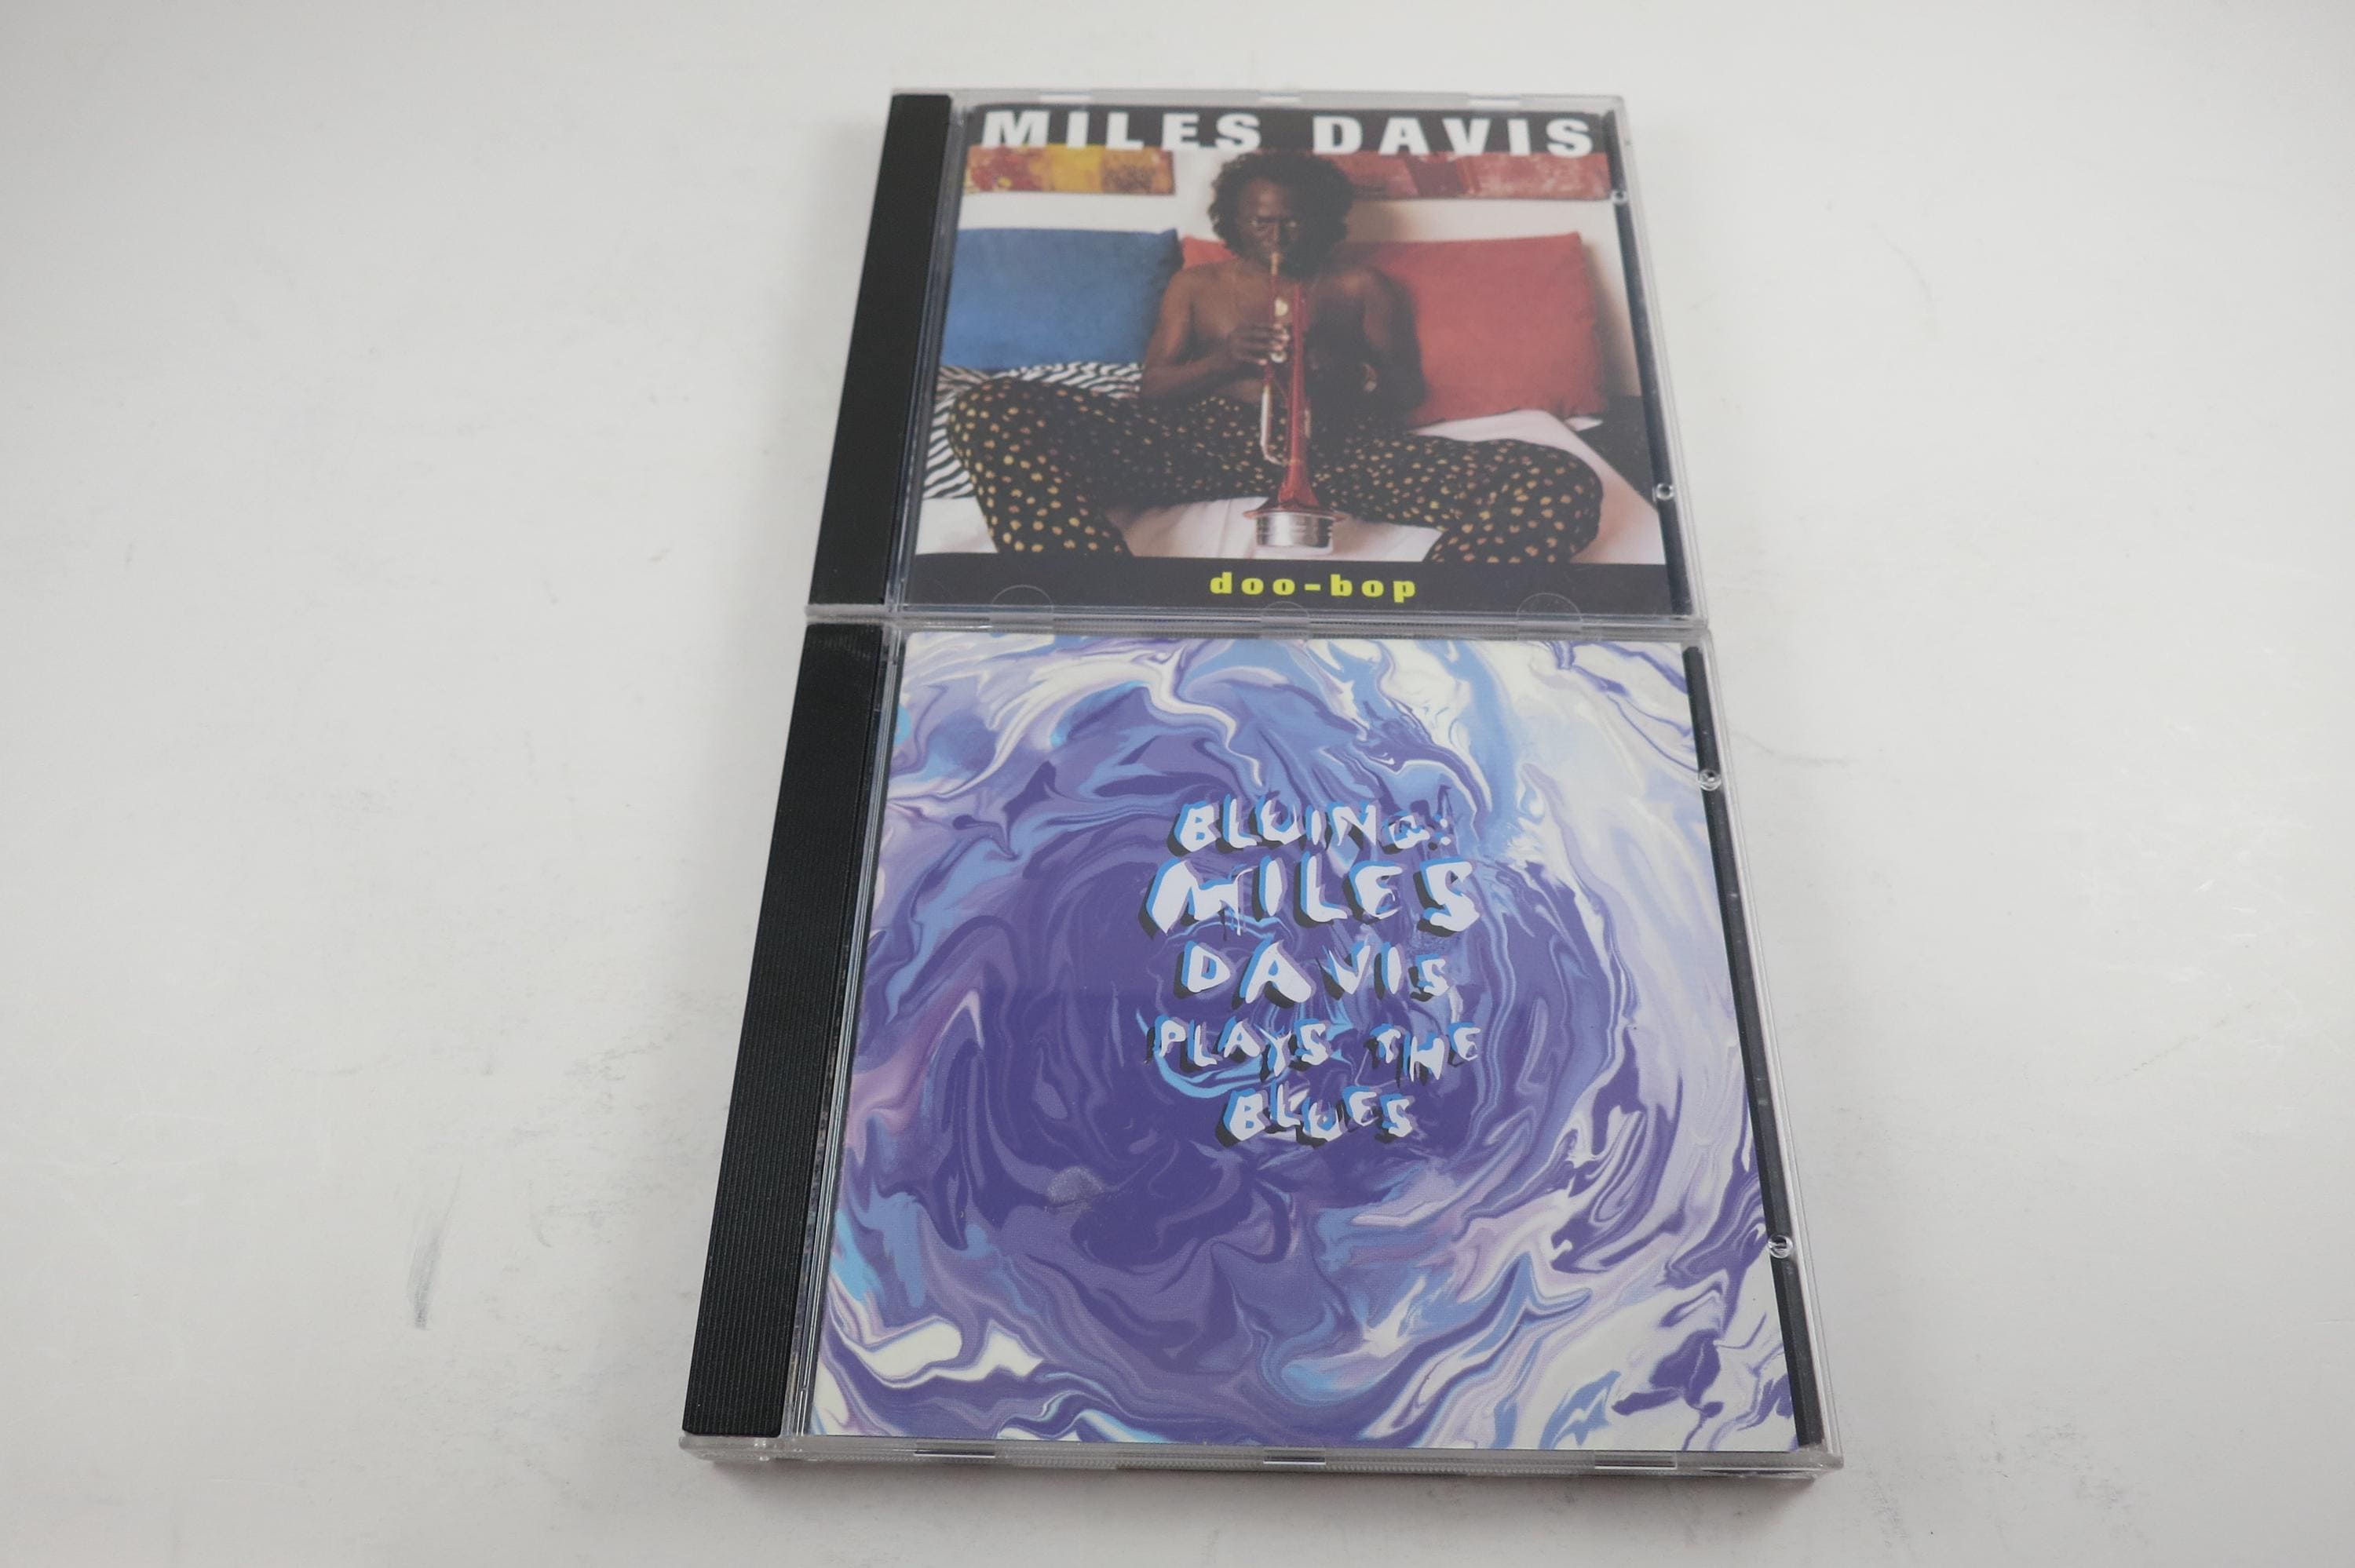 MILES DAVIS
doo-bop
BLUING:
MILES
DAVIS
PLAYS THE
BLUES